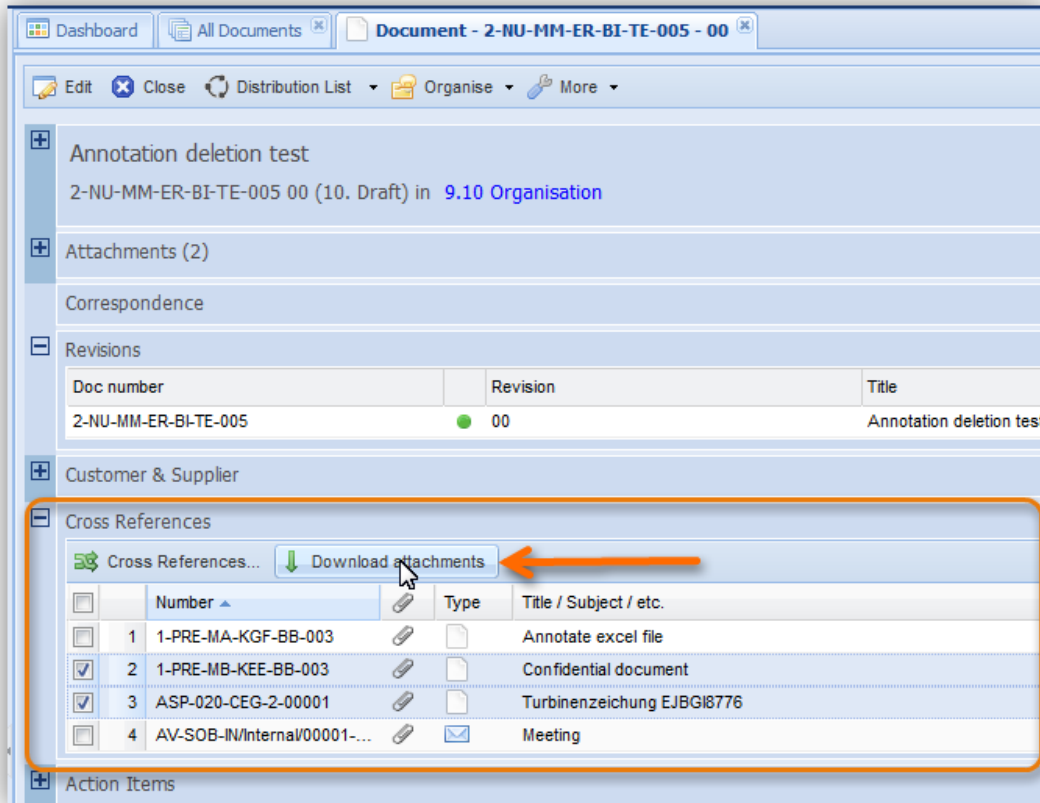 Dashboard All Documents Document - 2-NU-MM-ER-BI-TE-005 - 00
Edit Close Distribution List Organise More
Annotation deletion test
2-NU-MM-ER-BI-TE-005 00 (10. Draft) in 9.10 Organisation
Attachments (2)
Correspondence
Revisions
Doc number Revision Title
2-NU-MM-ER-BI-TE-005 00 Annotation deletion test
Customer & Supplier
Cross References
Cross References... Download attachments
Number Type Title / Subject / etc.
1 1-PRE-MA-KGF-BB-003 Annotate excel file
2 1-PRE-MB-KEE-BB-003 Confidential document
3 ASP-020-CEG-2-00001 Turbinenzeichung EJBGI8776
4 AV-SOB-IN/Internal/00001-... Meeting
Action Items